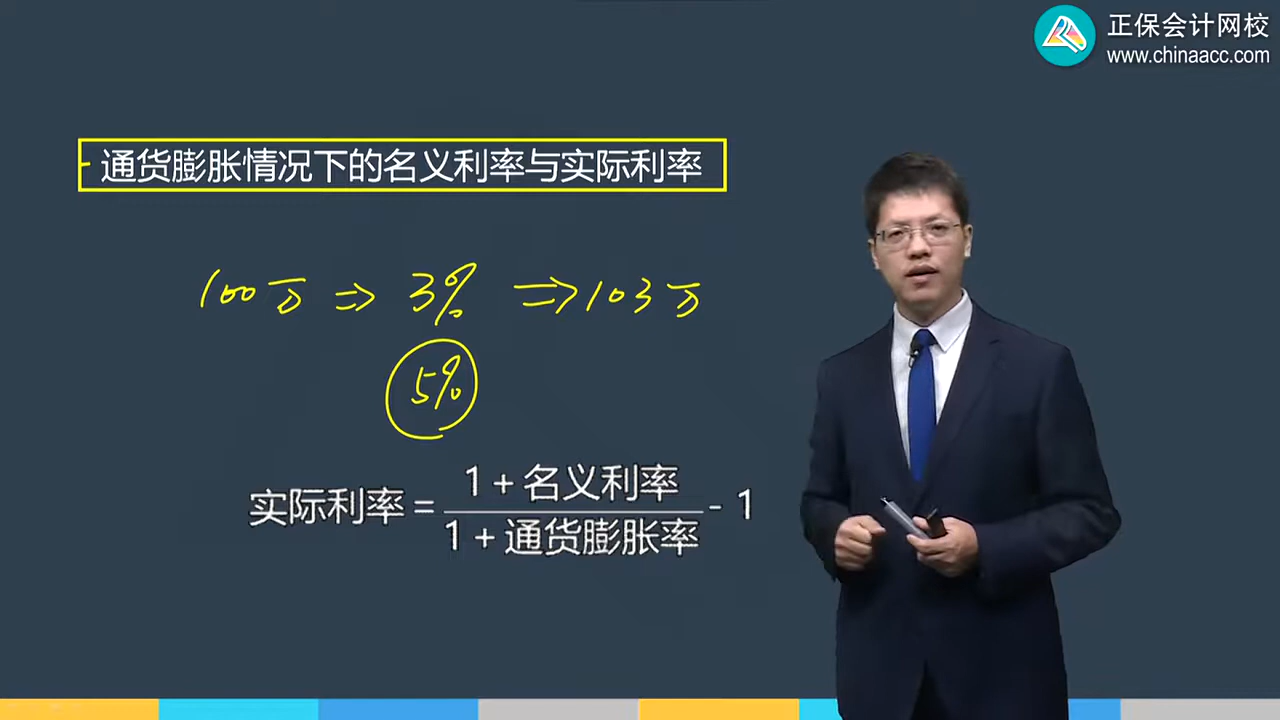 正保会计网校
www.chinaacc.com
通货膨胀情况下的名义利率与实际利率
100万 => 3% => 103万
5%
实际利率 = (1 + 名义利率) / (1 + 通货膨胀率) - 1